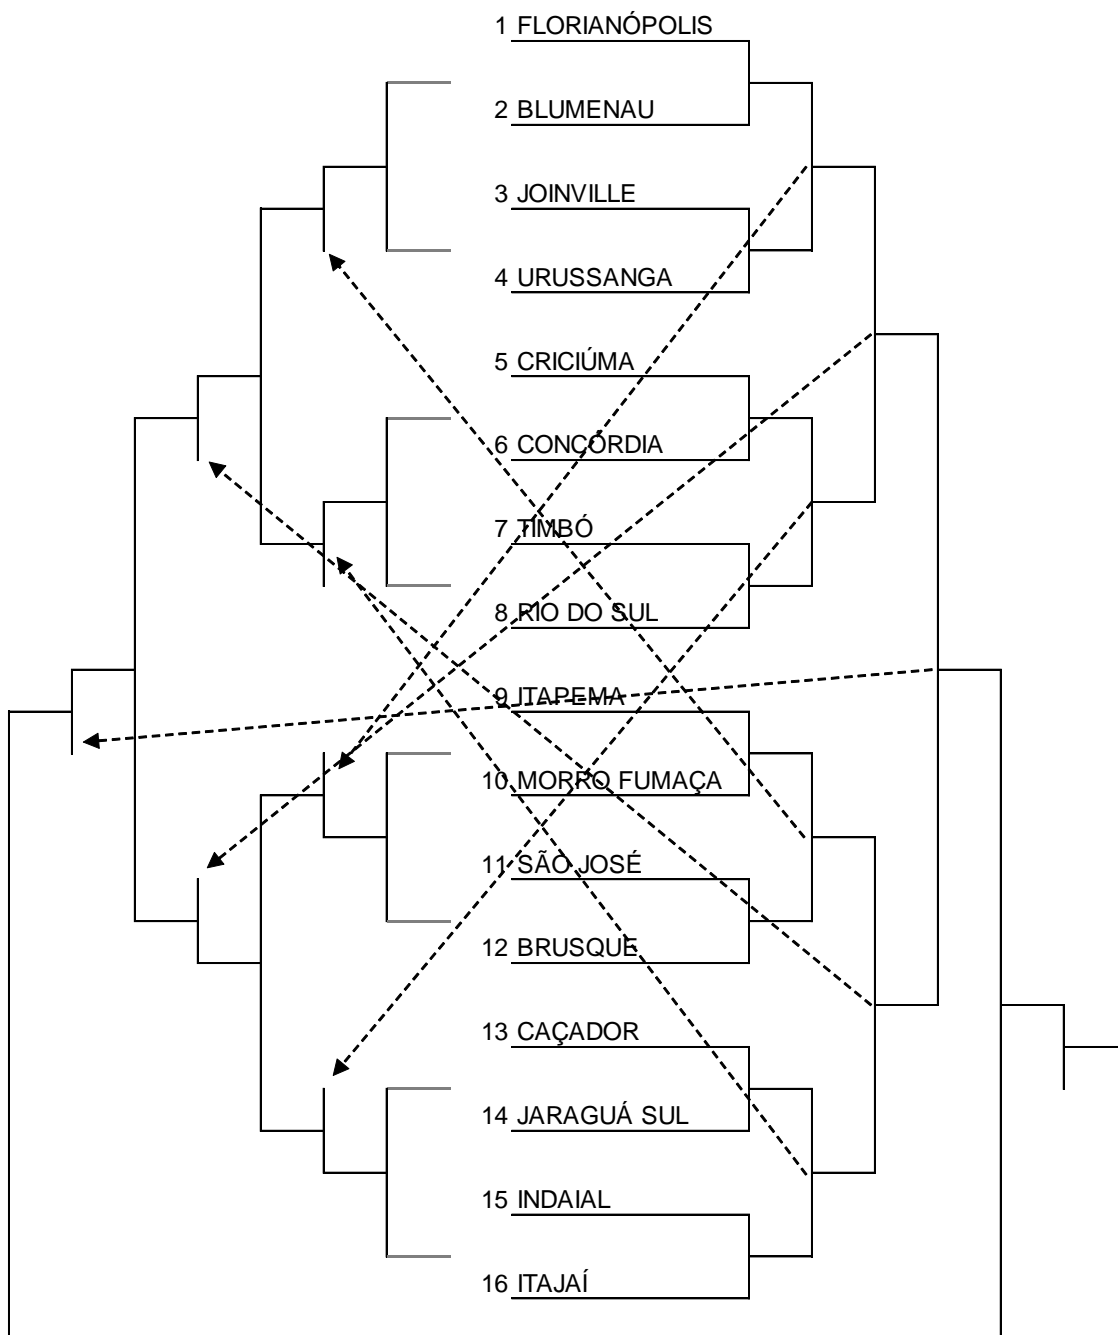 1 FLORIANÓPOLIS
2 BLUMENAU
3 JOINVILLE
4 URUSSANGA
5 CRICIÚMA
6 CONCÓRDIA
7 TIMBÓ
8 RIO DO SUL
9 ITAPEMA
10 MORRO FUMAÇA
11 SÃO JOSÉ
12 BRUSQUE
13 CAÇADOR
14 JARAGUÁ SUL
15 INDAIAL
16 ITAJAÍ